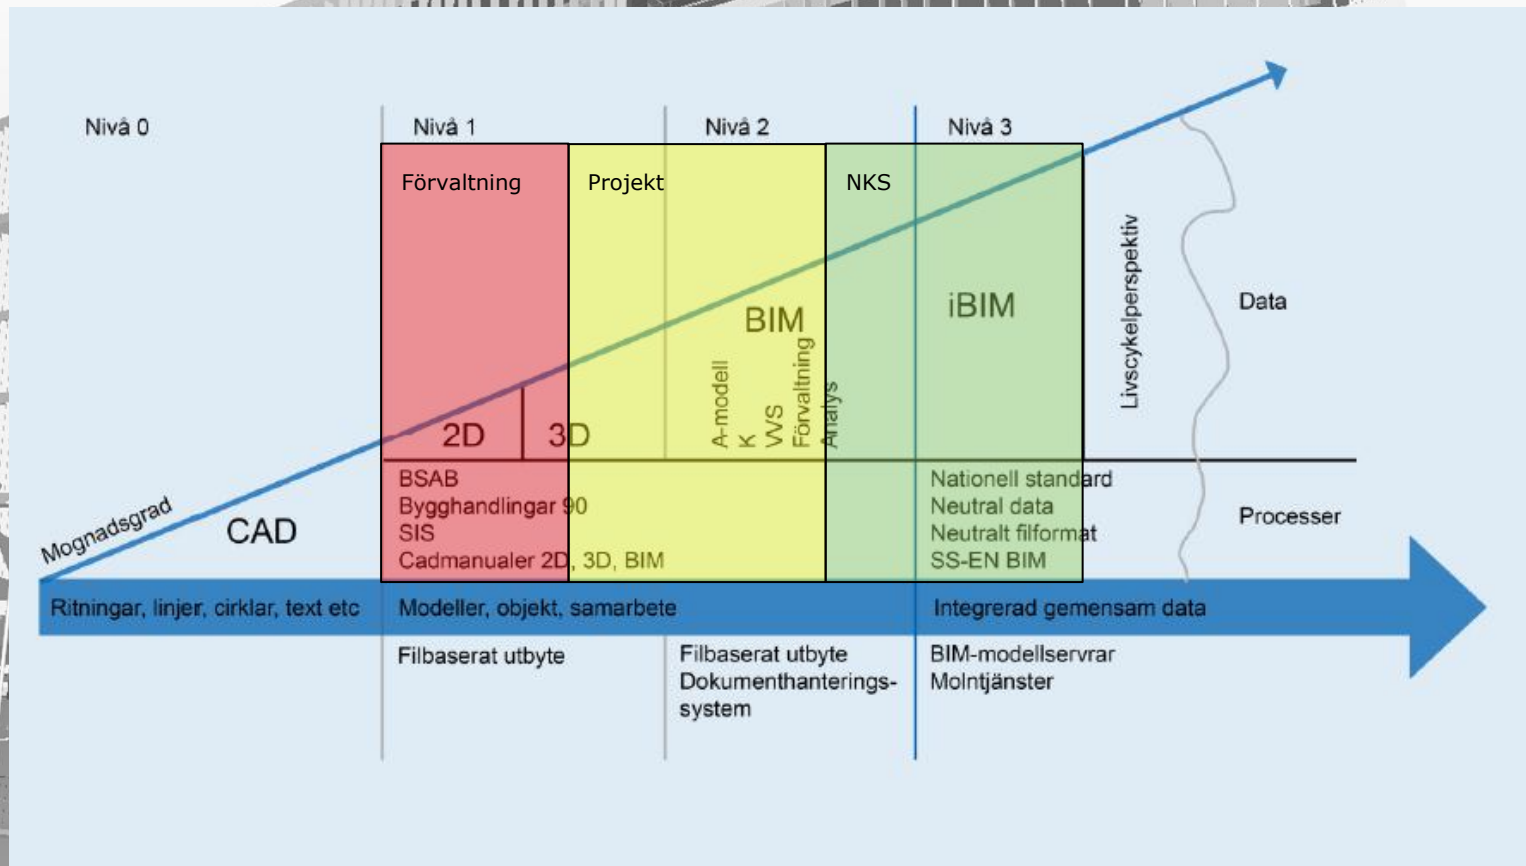 Nivå 0
Nivå 1
Nivå 2
Nivå 3
Förvaltning
Projekt
NKS
Livscykelperspektiv
Data
iBIM
BIM
A-modell
K
VVS
Förvaltning
Analys
2D
3D
Mognadsgrad
CAD
BSAB
Bygghandlingar 90
SIS
Cadmanualer 2D, 3D, BIM
Nationell standard
Neutral data
Neutralt filformat
SS-EN BIM
Processer
Ritningar, linjer, cirklar, text etc
Modeller, objekt, samarbete
Integrerad gemensam data
Filbaserat utbyte
Filbaserat utbyte
Dokumenthanterings-
system
BIM-modellservrar
Molntjänster